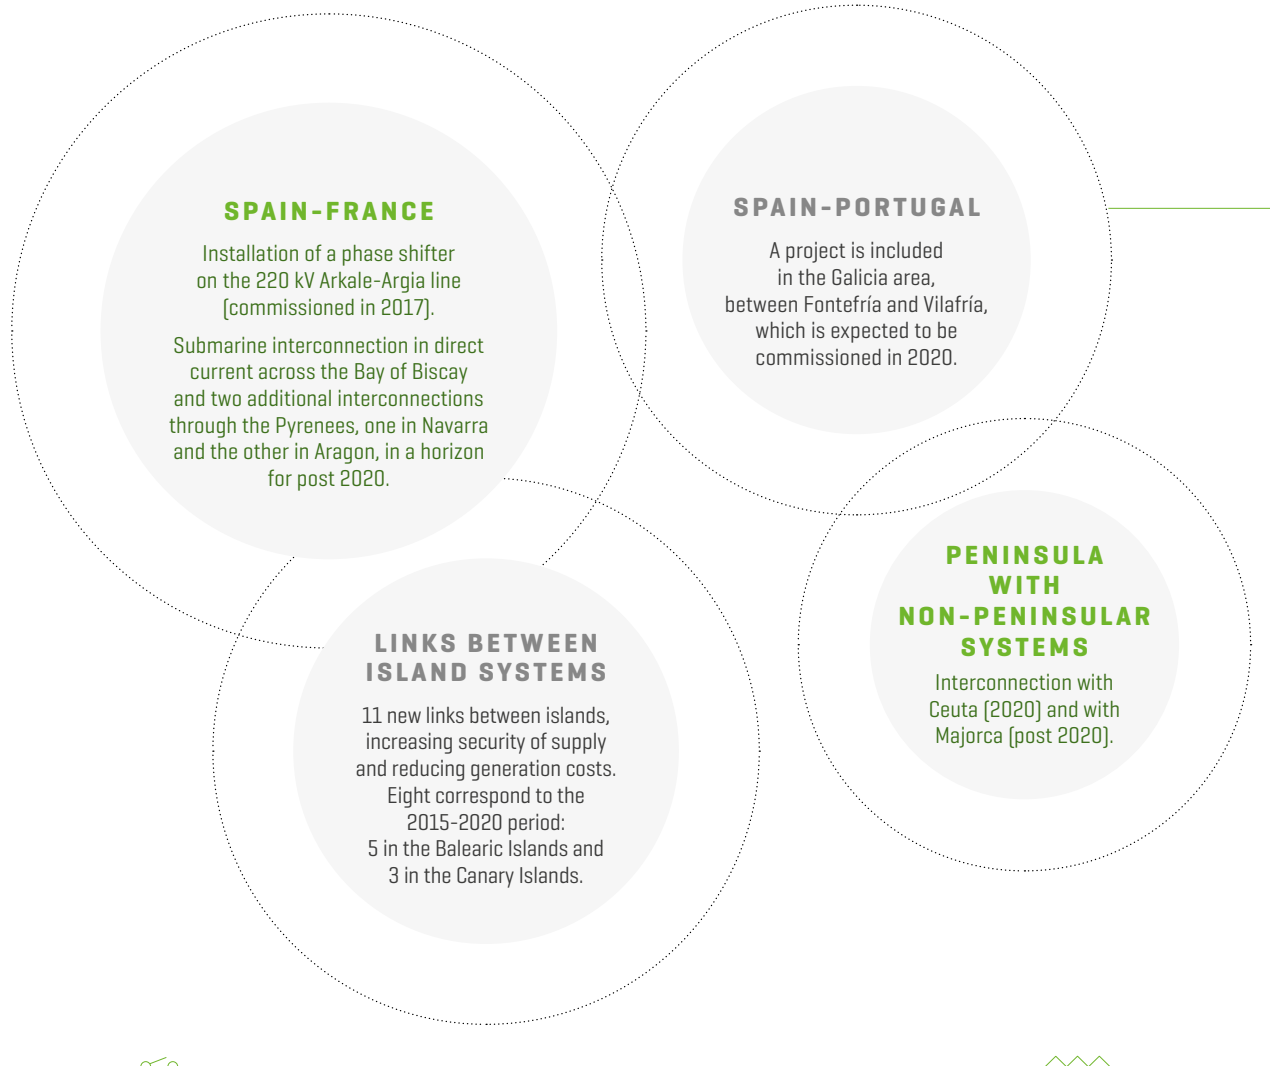 SPAIN-FRANCE
Installation of a phase shifter
on the 220 kV Arkale-Argia line
(commissioned in 2017).
Submarine interconnection in direct
current across the Bay of Biscay
and two additional interconnections
through the Pyrenees, one in Navarra
and the other in Aragon, in a horizon
for post 2020.
SPAIN-PORTUGAL
A project is included
in the Galicia area,
between Fontefría and Vilafría,
which is expected to be
commissioned in 2020.
LINKS BETWEEN
ISLAND SYSTEMS
11 new links between islands,
increasing security of supply
and reducing generation costs.
Eight correspond to the
2015-2020 period:
5 in the Balearic Islands and
3 in the Canary Islands.
PENINSULA
WITH
NON-PENINSULAR
SYSTEMS
Interconnection with
Ceuta (2020) and with
Majorca (post 2020).